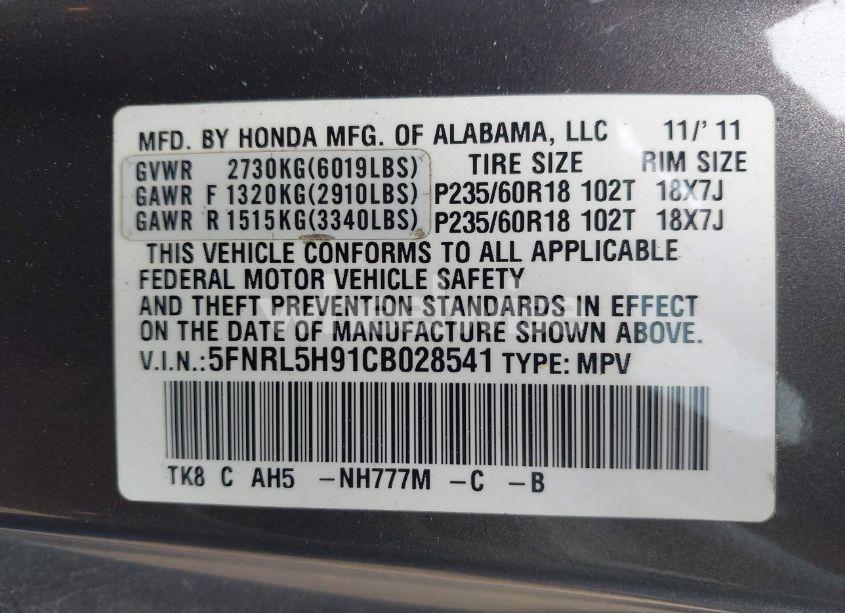 MFD. BY HONDA MFG. OF ALABAMA, LLC 11/'11
GVWR 2730KG(6019LBS) TIRE SIZE RIM SIZE
GAWR F 1320KG(2910LBS) P235/60R18 102T 18X7J
GAWR R 1515KG(3340LBS) P235/60R18 102T 18X7J
THIS VEHICLE CONFORMS TO ALL APPLICABLE
FEDERAL MOTOR VEHICLE SAFETY
AND THEFT PREVENTION STANDARDS IN EFFECT
ON THE DATE OF MANUFACTURE SHOWN ABOVE.
V.I.N.: 5FNRL5H91CB028541 TYPE: MPV
TK8 C AH5 -NH777M -C -B